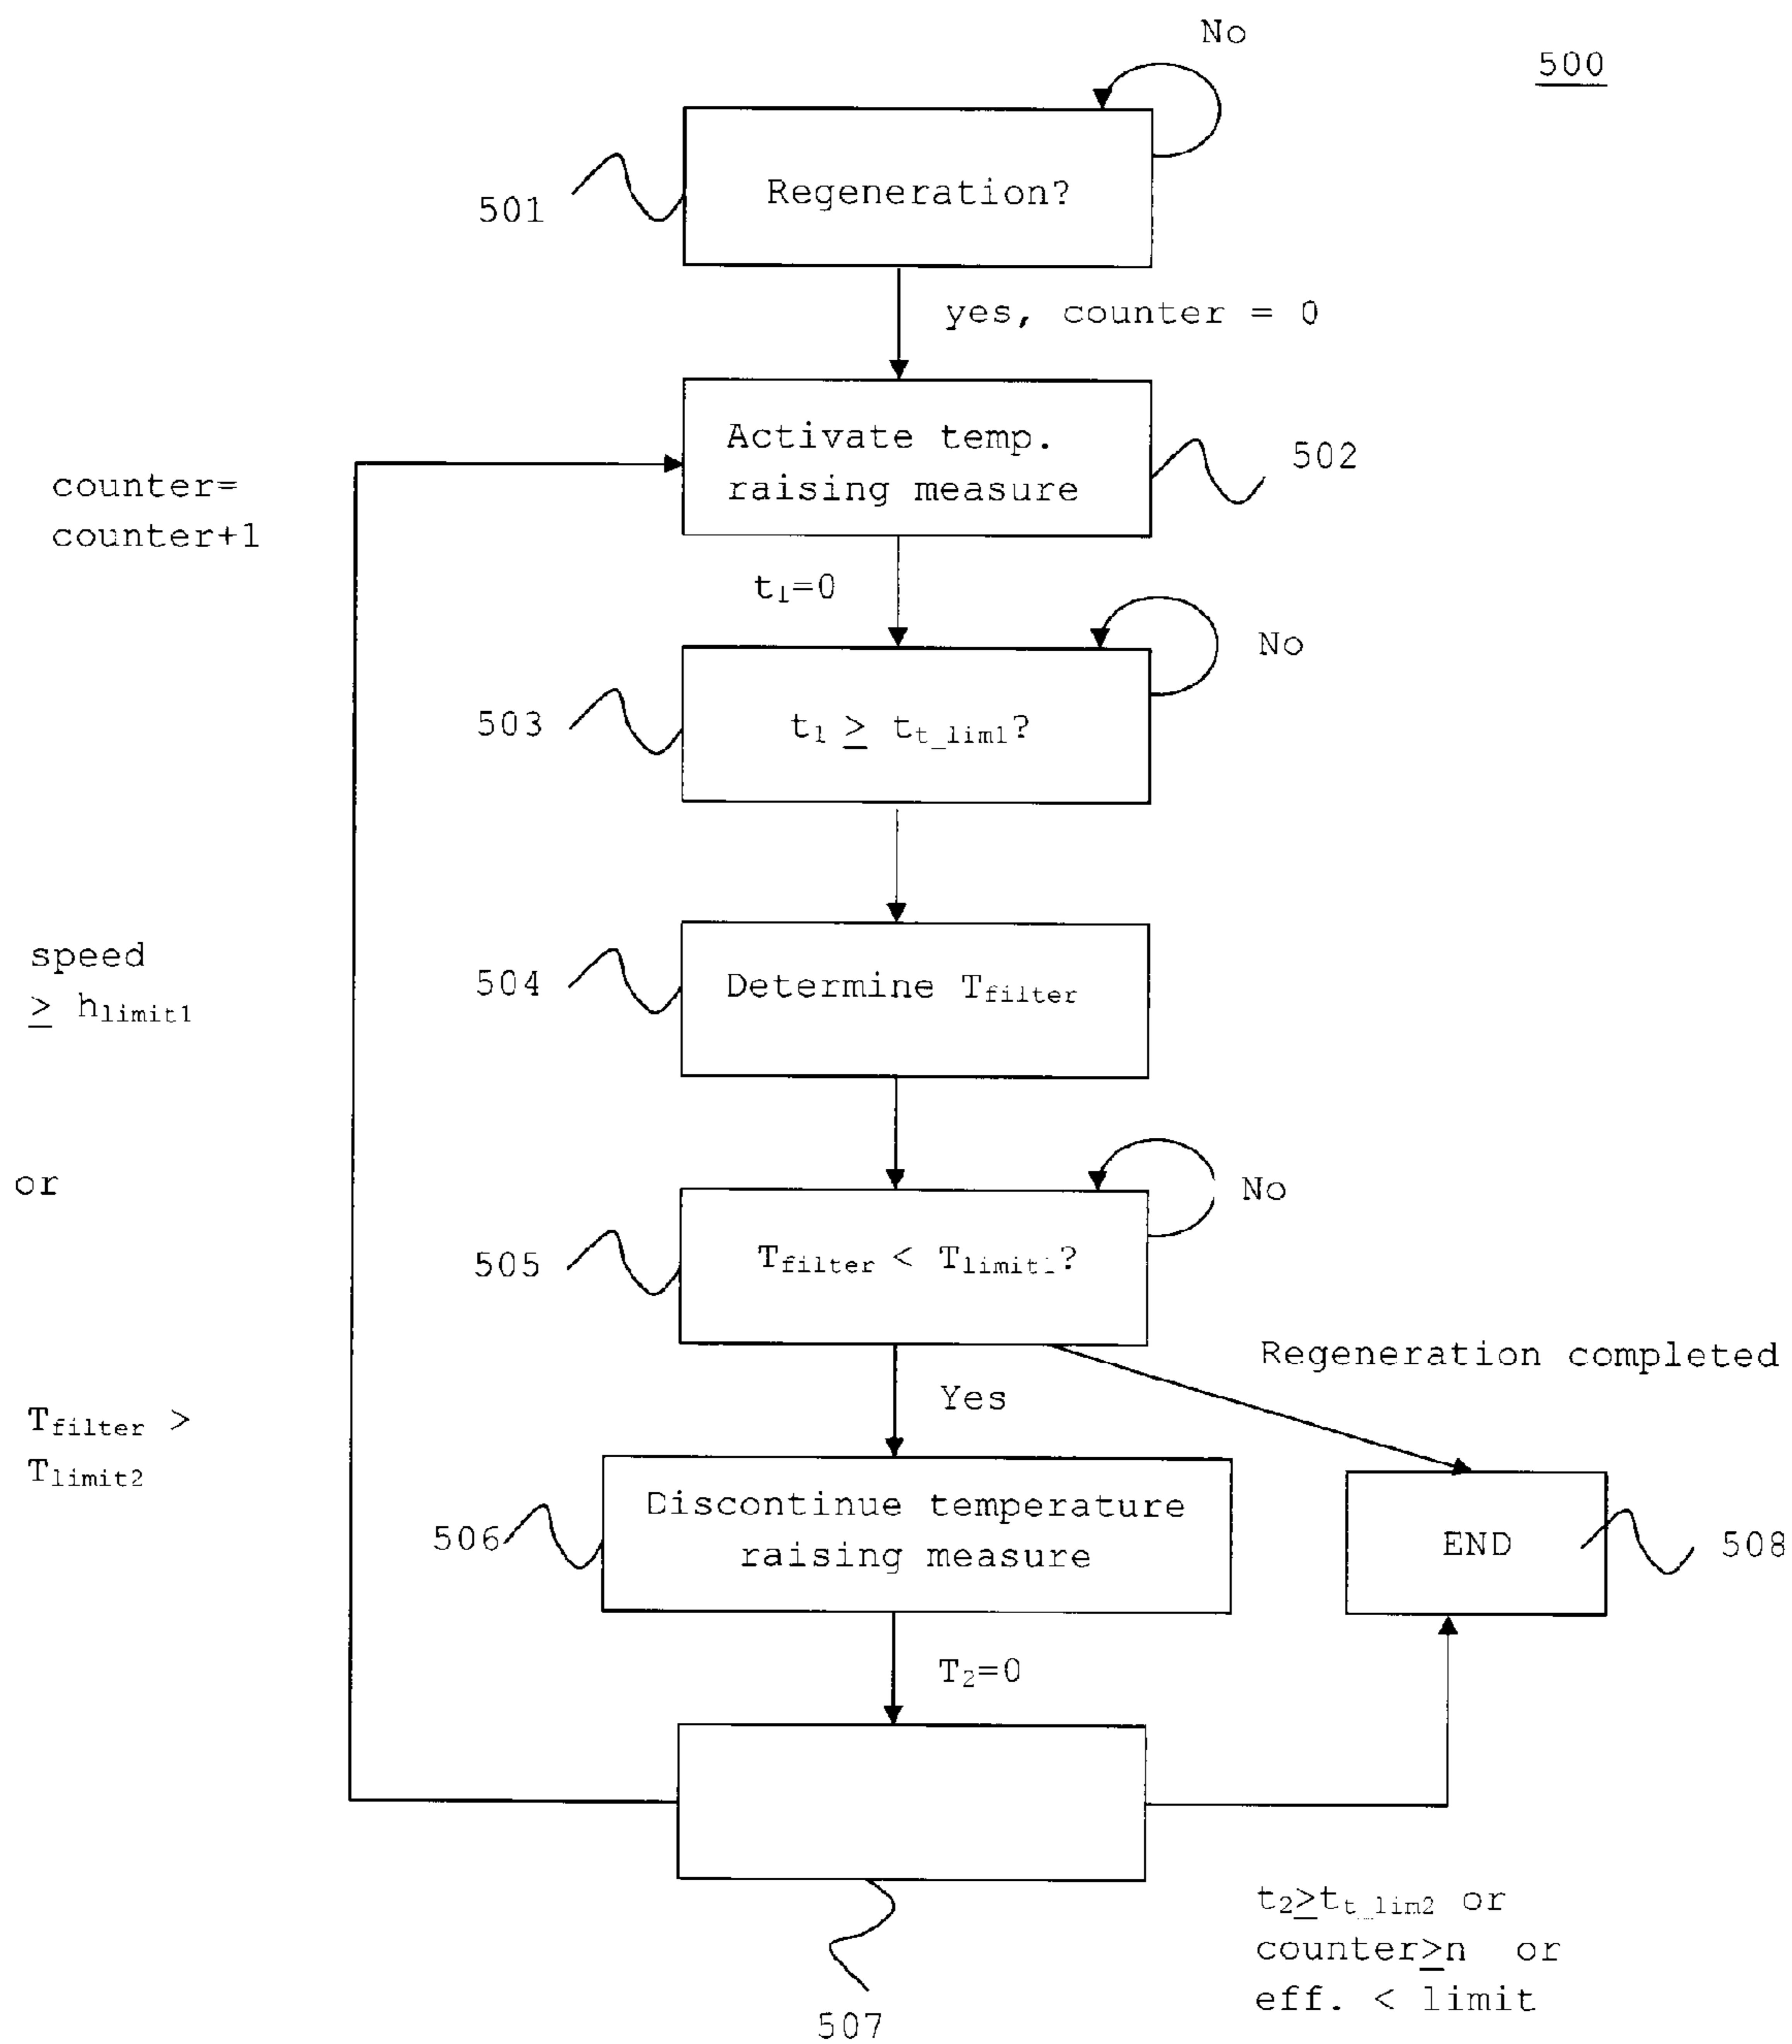 No
500
Regeneration?
501
yes, counter = 0
Activate temp.
raising measure
502
counter=
counter+1
t₁=0
No
503
t₁ ≥ tₜ_lim1?
speed
≥ hlimit1
504
Determine Tfilter
or
No
505
Tfilter < Tlimit1?
Regeneration completed
Yes
Tfilter >
Tlimit2
506
Discontinue temperature
raising measure
END
508
T₂=0
t₂≥tₜ_lim2 or
counter≥n or
eff. < limit
507